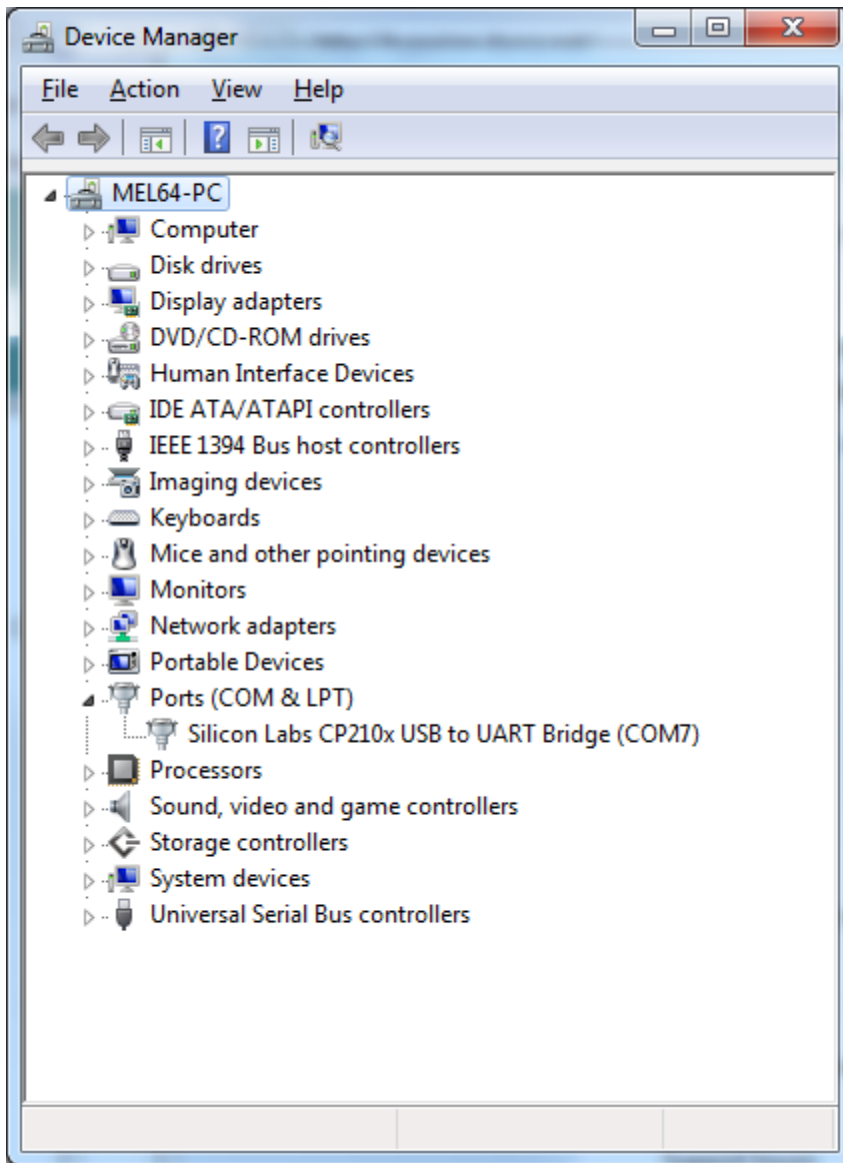 Device Manager
File Action View Help
MEL64-PC
Computer
Disk drives
Display adapters
DVD/CD-ROM drives
Human Interface Devices
IDE ATA/ATAPI controllers
IEEE 1394 Bus host controllers
Imaging devices
Keyboards
Mice and other pointing devices
Monitors
Network adapters
Portable Devices
Ports (COM & LPT)
Silicon Labs CP210x USB to UART Bridge (COM7)
Processors
Sound, video and game controllers
Storage controllers
System devices
Universal Serial Bus controllers